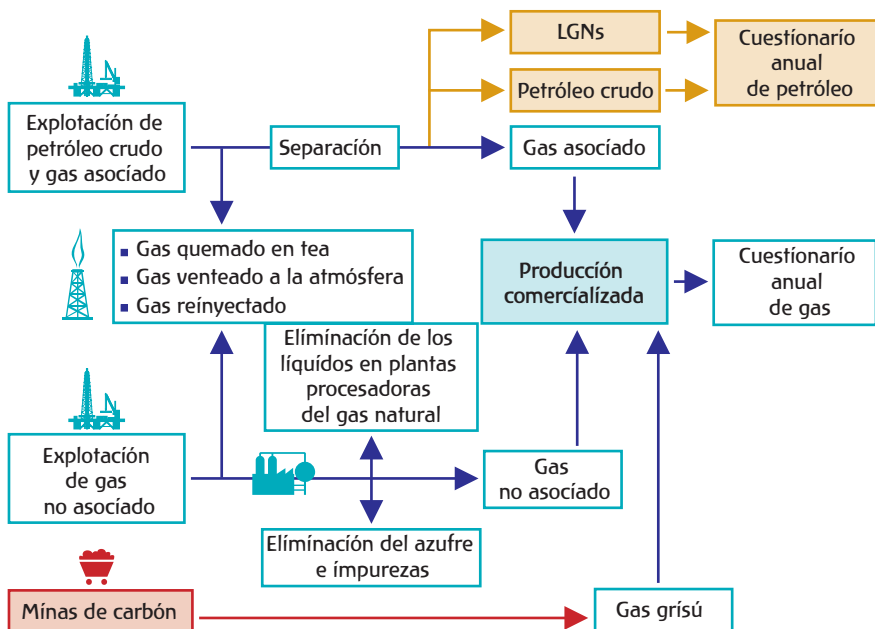 LGNs
Cuestionario
anual
de petróleo
Petróleo crudo
Explotación de
petróleo crudo
y gas asociado
Separación
Gas asociado
Gas quemado en tea
Gas venteado a la atmósfera
Gas reinyectado
Producción
comercializada
Cuestionario
anual
de gas
Eliminación de los
líquidos en plantas
procesadoras
del gas natural
Explotación
de gas
no asociado
Gas
no asociado
Eliminación del azufre
e impurezas
Minas de carbón
Gas grisú